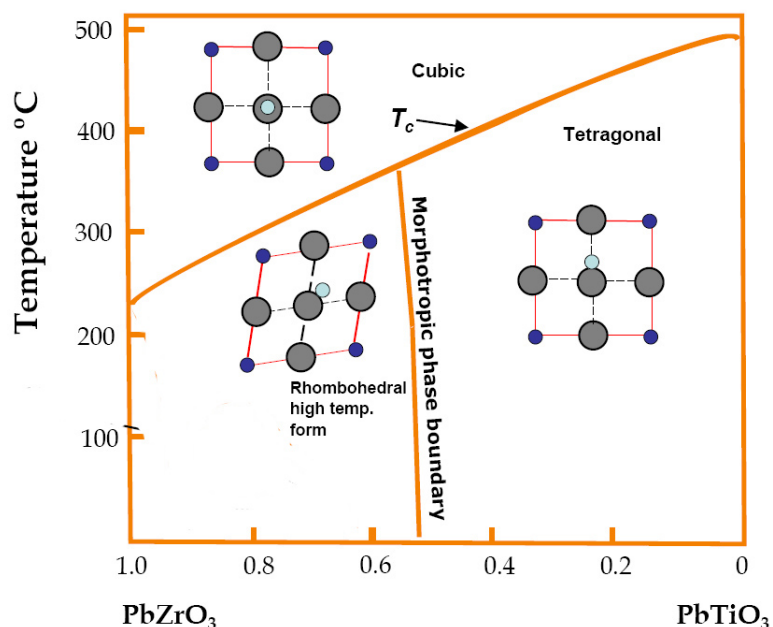 500
Cubic
T_c
Tetragonal
400
300
Temperature °C
Morphotropic phase boundary
200
Rhombohedral
high temp.
form
100
1.0 0.8 0.6 0.4 0.2 0
PbZrO₃ PbTiO₃